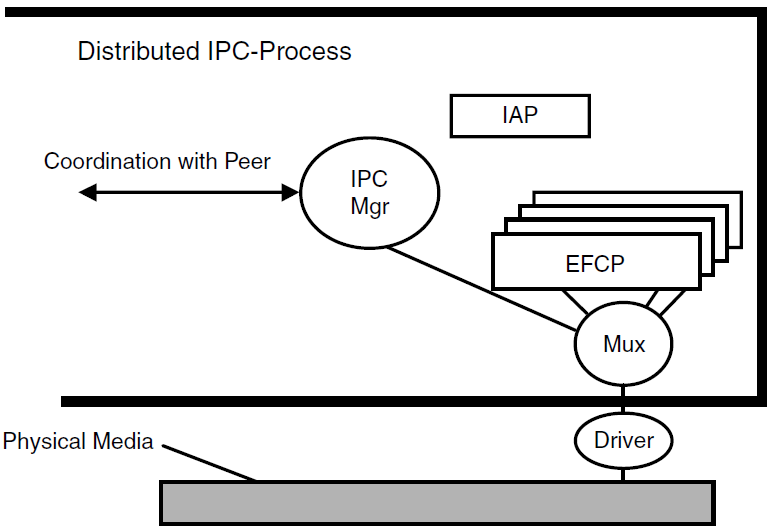 Distributed IPC-Process
IAP
Coordination with Peer
IPC
Mgr
EFCP
Mux
Driver
Physical Media